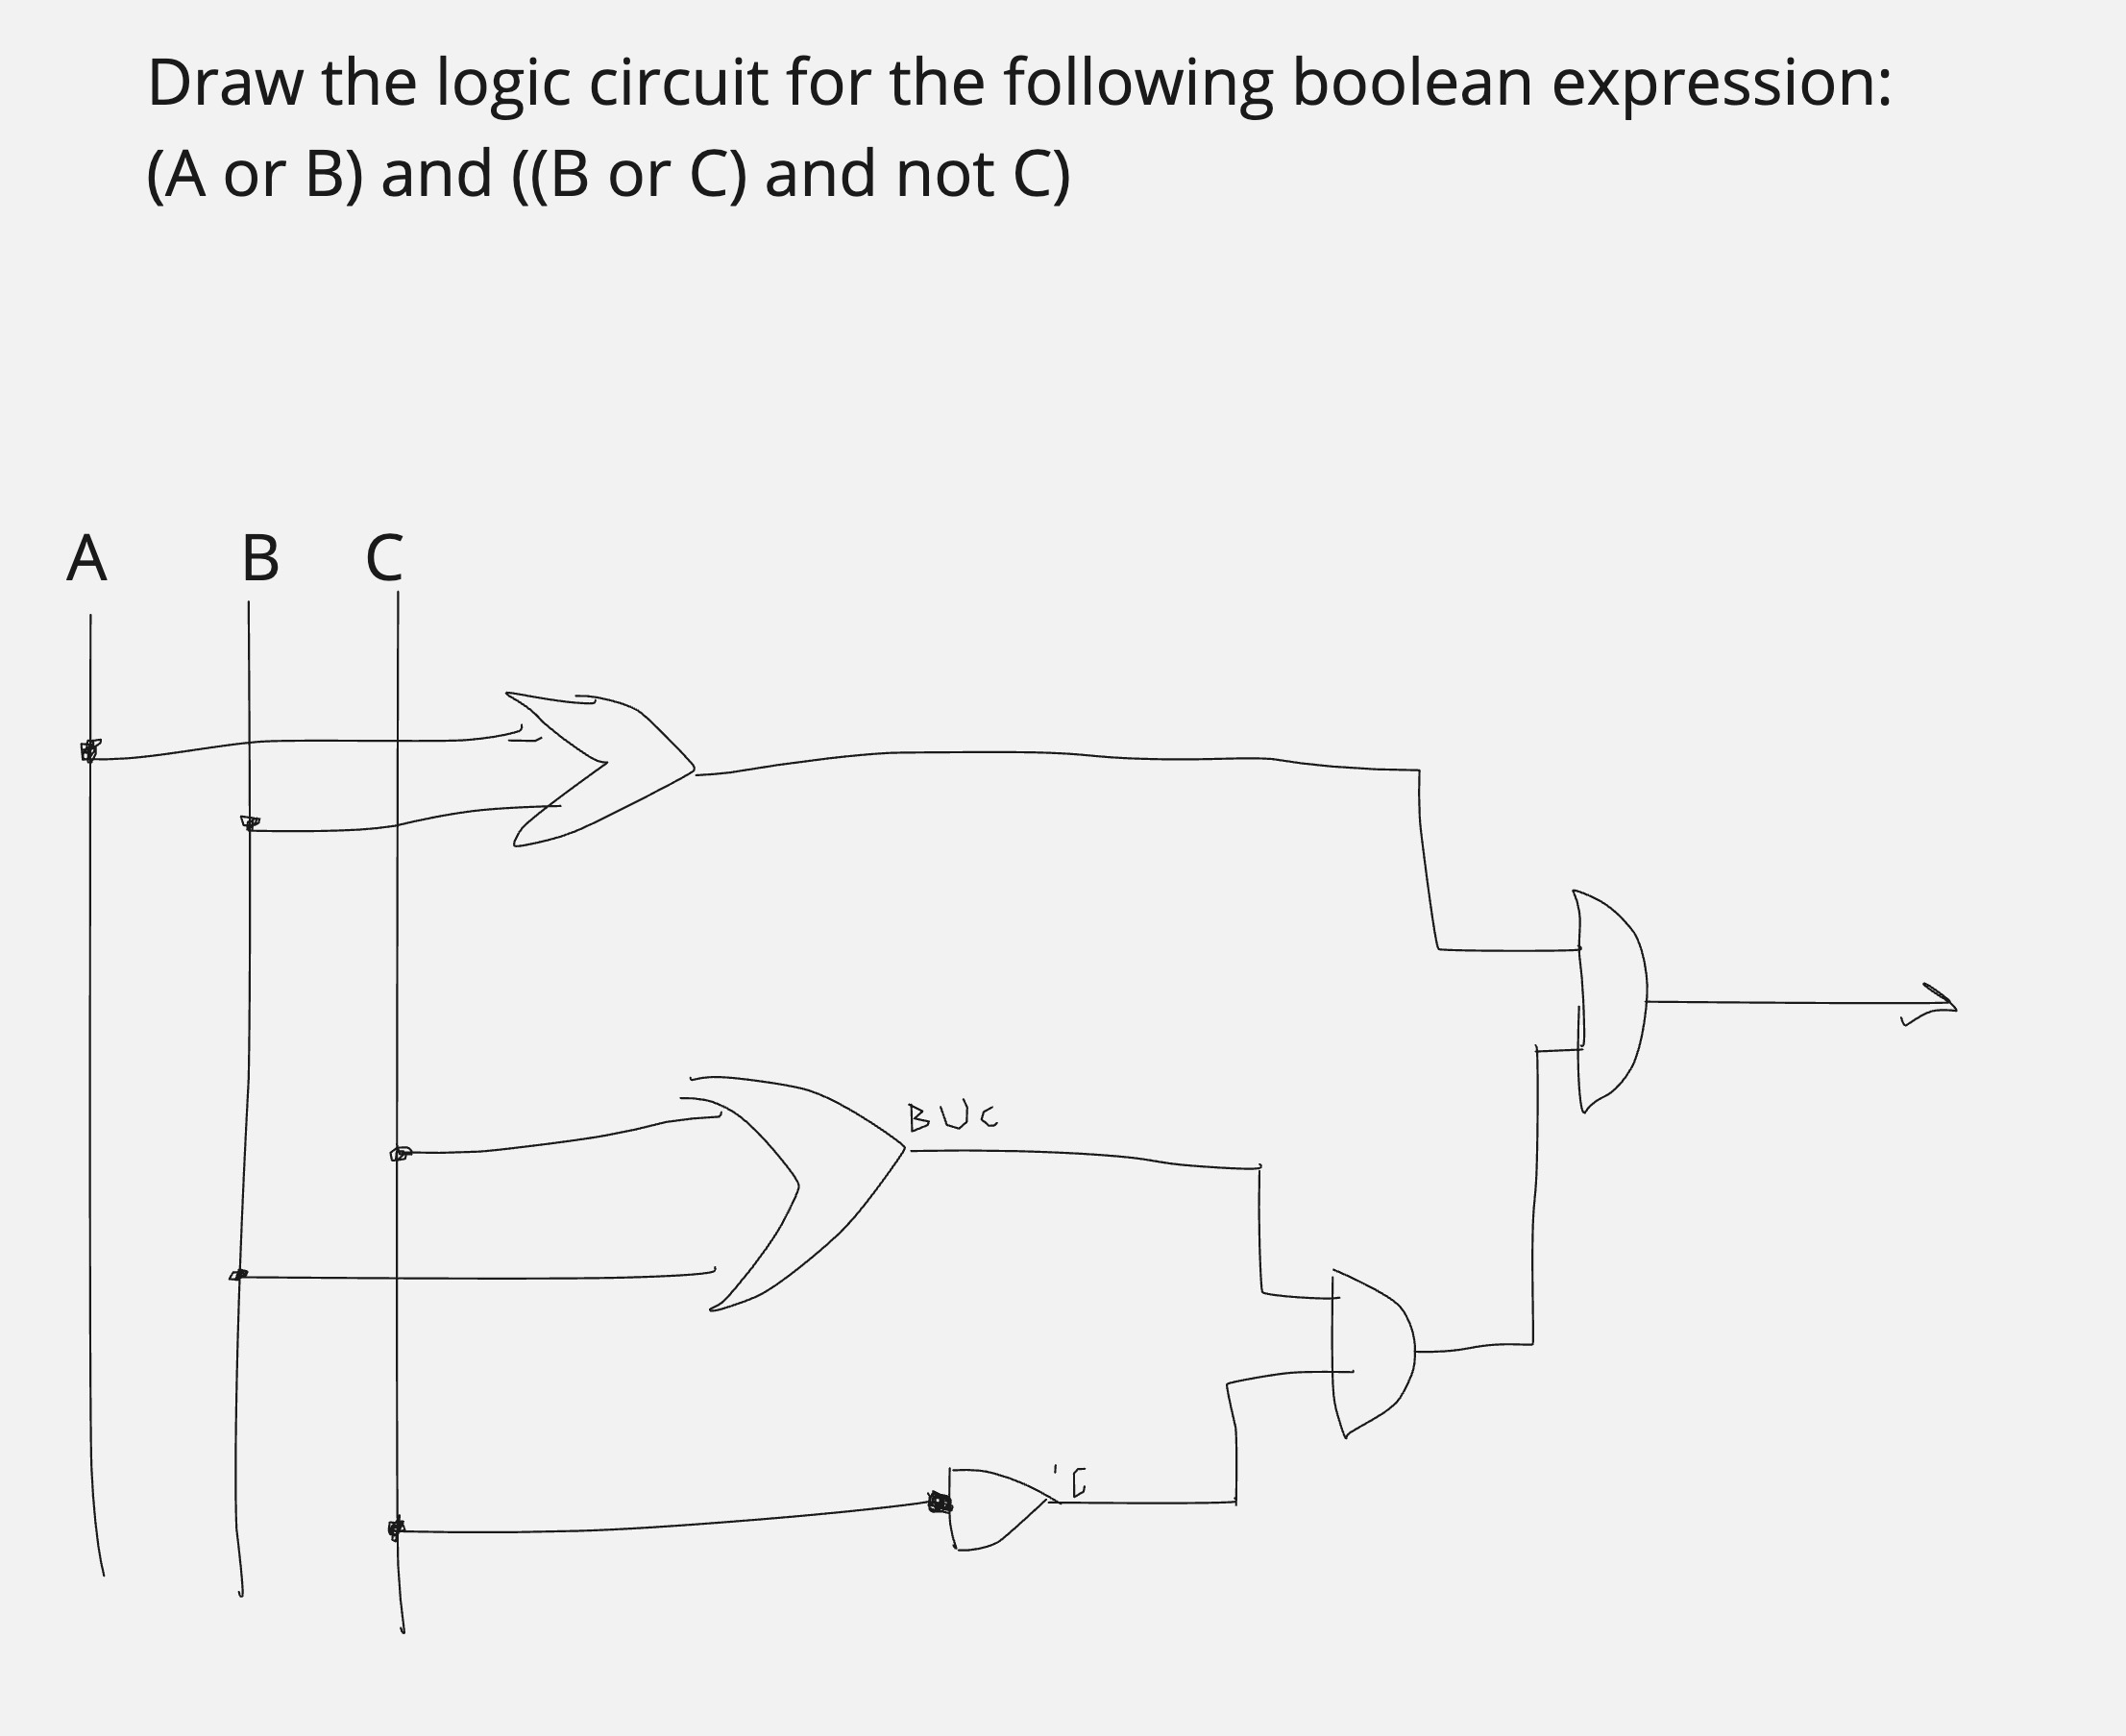 Draw the logic circuit for the following boolean expression:
(A or B) and ((B or C) and not C)
A B C
B U C
'C